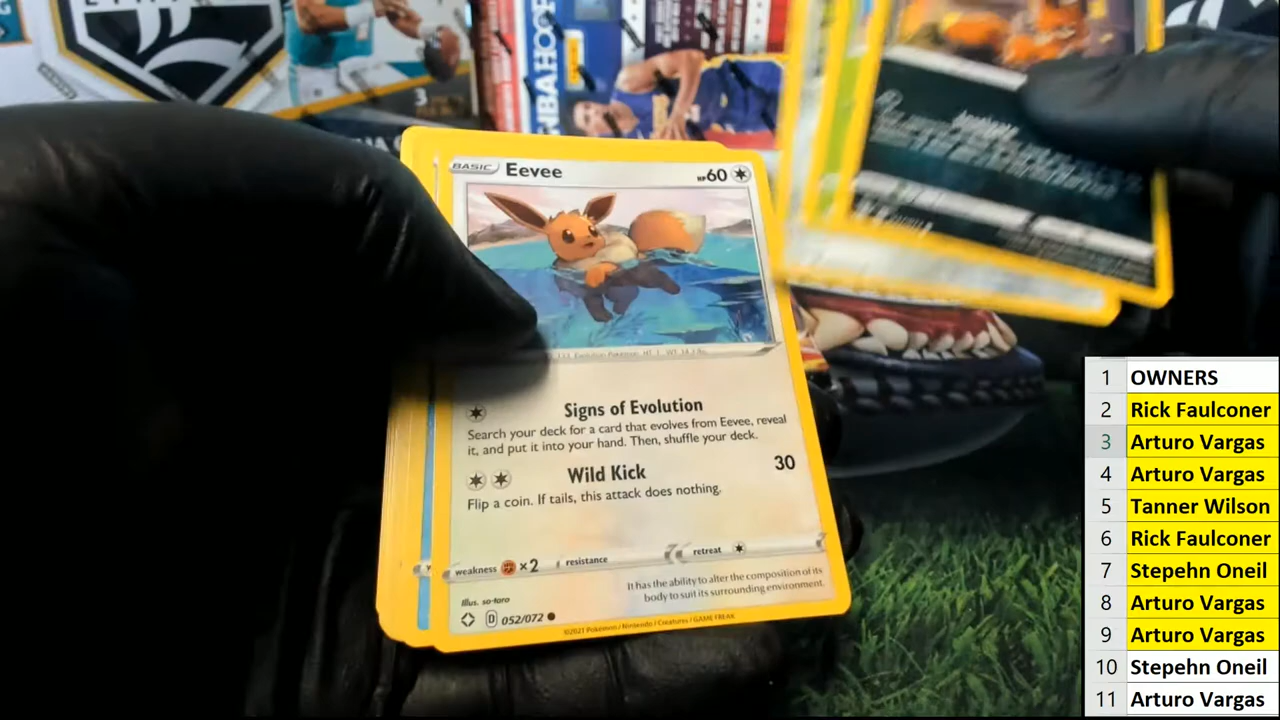 NBA HOOP
BASIC Eevee HP60
Signs of Evolution
Search your deck for a card that evolves from Eevee, reveal
it, and put it into your hand. Then, shuffle your deck.
Wild Kick 30
Flip a coin. If tails, this attack does nothing.
weakness ×2 resistance retreat
It has the ability to alter the composition of its
body to suit its surrounding environment.
Illus. so-taro
D 052/072
©2021 Pokémon / Nintendo / Creatures / GAME FREAK
1 OWNERS
2 Rick Faulconer
3 Arturo Vargas
4 Arturo Vargas
5 Tanner Wilson
6 Rick Faulconer
7 Stepehn Oneil
8 Arturo Vargas
9 Arturo Vargas
10 Stepehn Oneil
11 Arturo Vargas